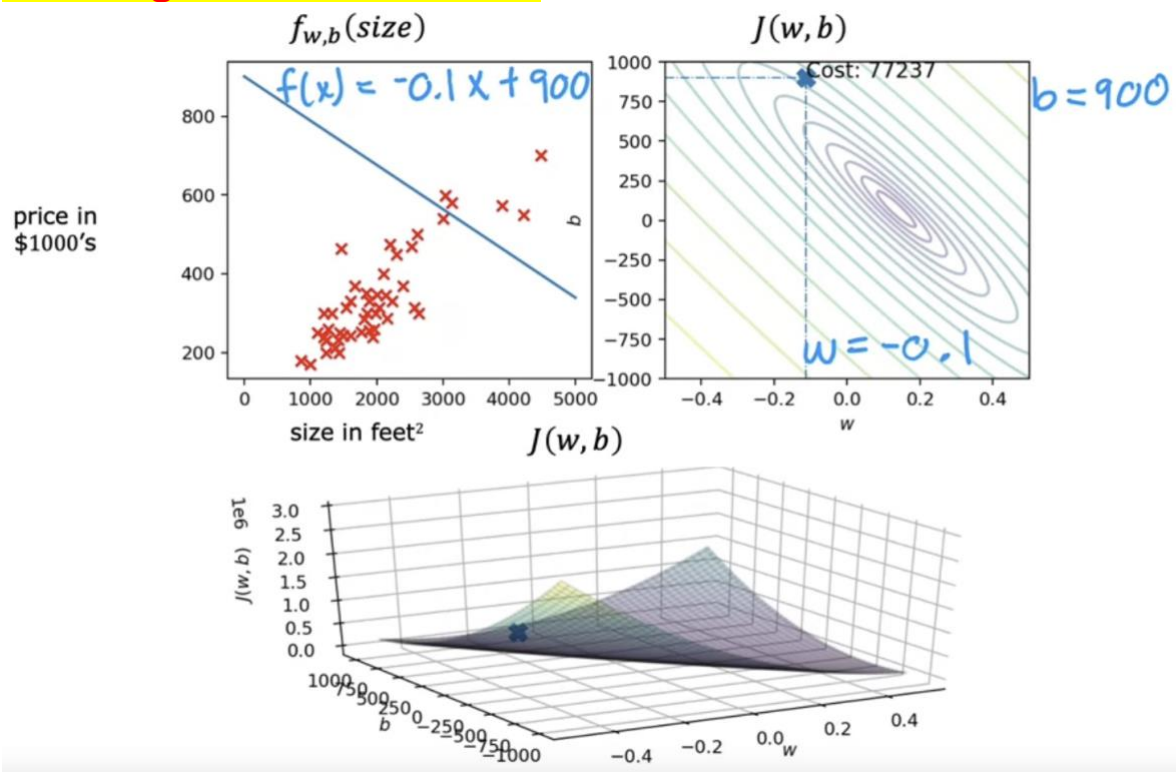 f_{w,b}(size)
f(x) = -0.1x + 900
800
600
400
200
price in
$1000's
0 1000 2000 3000 4000 5000
size in feet²
J(w, b)
Cost: 77237
b = 900
w = -0.1
1000
750
500
250
0
−250
−500
−750
−1000
b
−0.4 −0.2 0.0 0.2 0.4
w
J(w, b)
1e6
J(w, b)
3.0
2.5
2.0
1.5
1.0
0.5
0.0
1000
750
500
250
0
−250
−500
−750
−1000
b
−0.4 −0.2 0.0 0.2 0.4
w